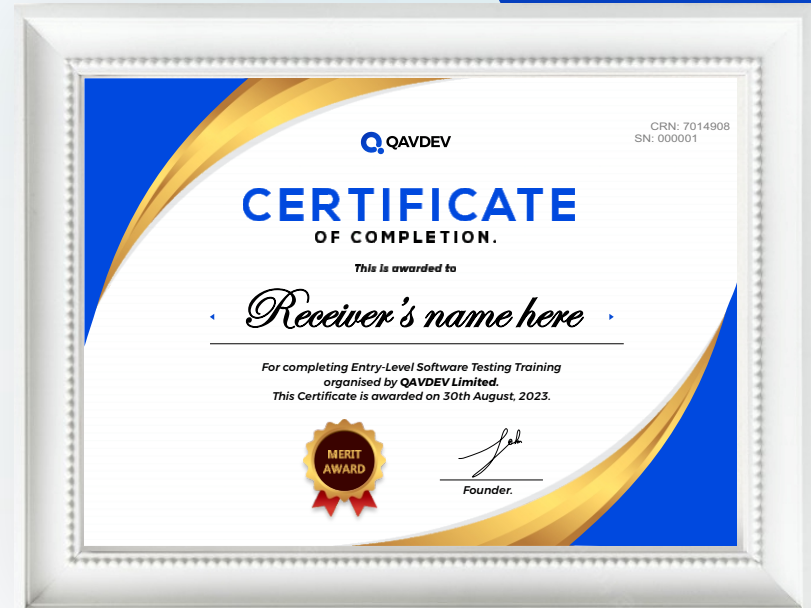 QAVDEV
CRN: 7014908
SN: 000001
CERTIFICATE
OF COMPLETION.
This is awarded to
Receiver's name here
For completing Entry-Level Software Testing Training
organised by QAVDEV Limited.
This Certificate is awarded on 30th August, 2023.
MERIT
AWARD
Founder.